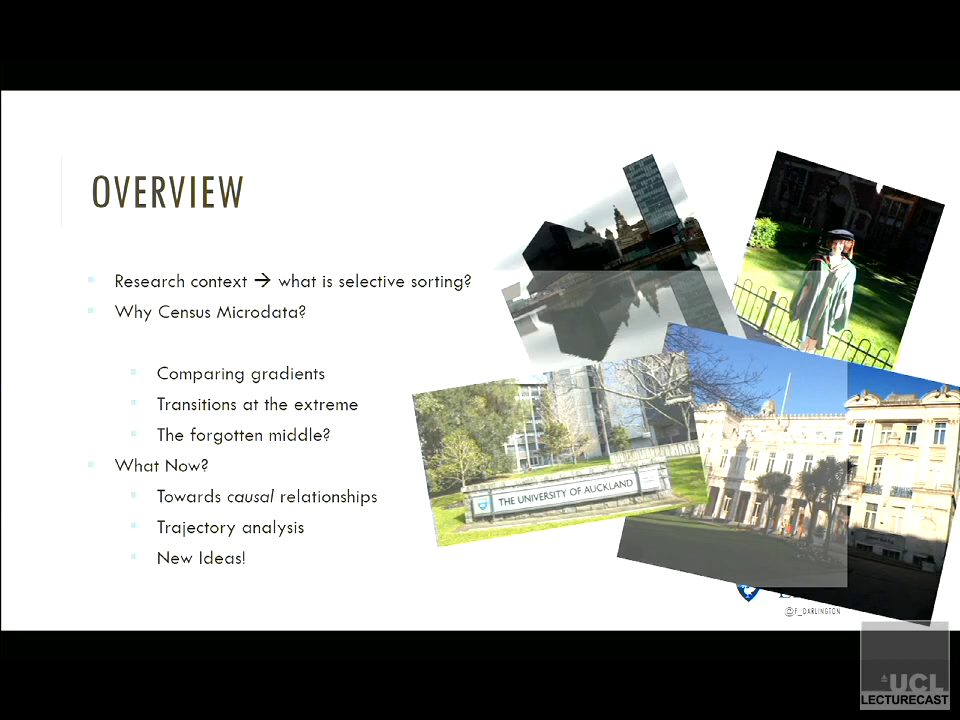 OVERVIEW
Research context → what is selective sorting?
Why Census Microdata?
Comparing gradients
Transitions at the extreme
The forgotten middle?
What Now?
Towards causal relationships
Trajectory analysis
New Ideas!
THE UNIVERSITY OF AUCKLAND
@F_DARLINGTON
UCL
LECTURECAST